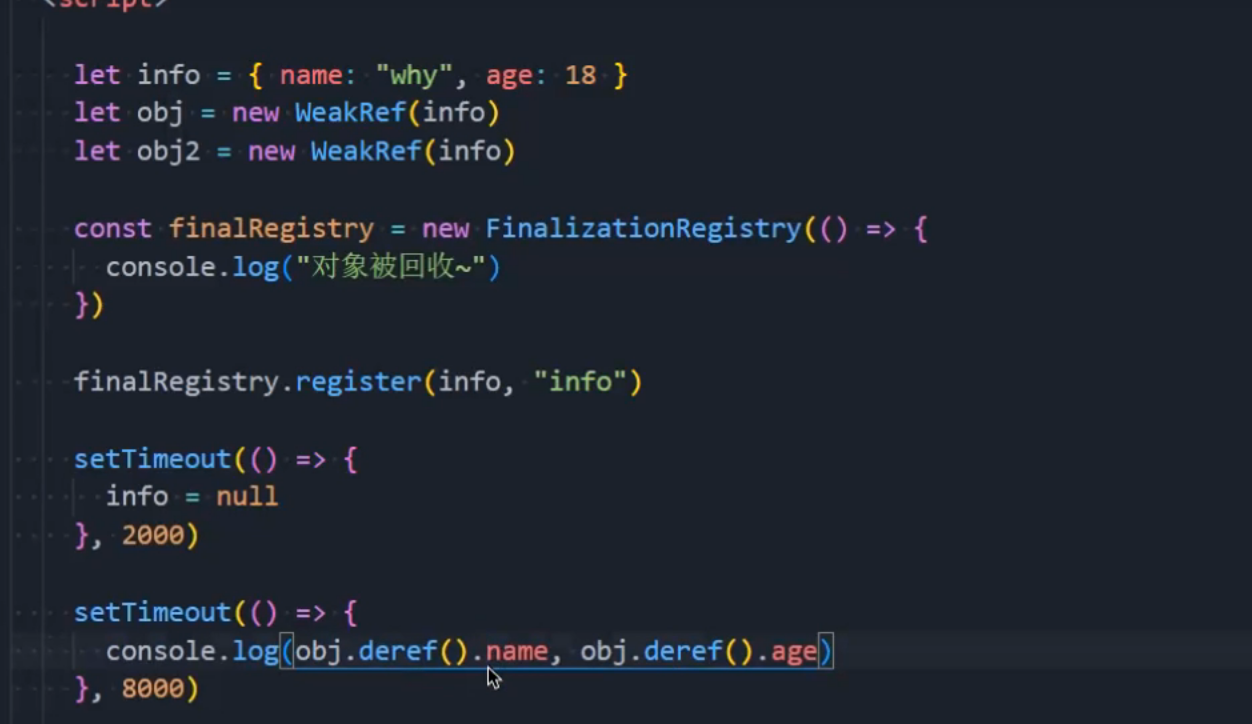 <script>
let info = { name: "why", age: 18 }
let obj = new WeakRef(info)
let obj2 = new WeakRef(info)
const finalRegistry = new FinalizationRegistry(() => {
console.log("对象被回收~")
})
finalRegistry.register(info, "info")
setTimeout(() => {
info = null
}, 2000)
setTimeout(() => {
console.log(obj.deref().name, obj.deref().age)
}, 8000)